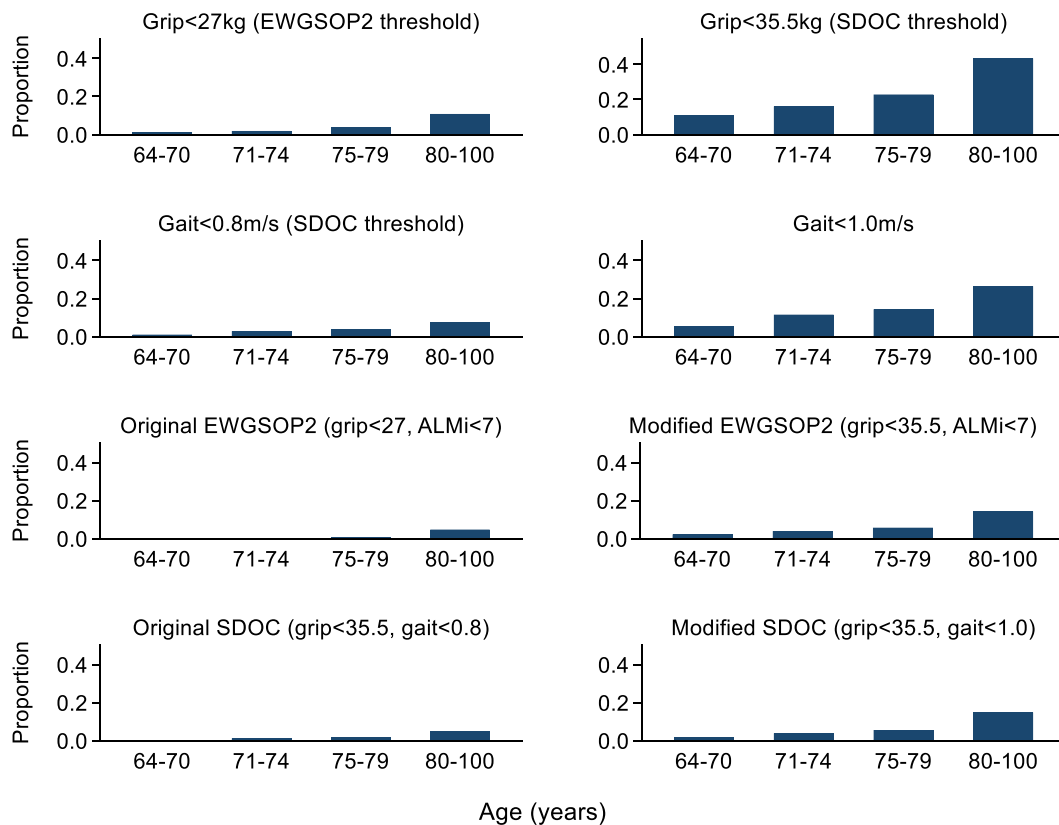 Grip<27kg (EWGSOP2 threshold)
Proportion
0.4
0.2
0.0
64-70 71-74 75-79 80-100
Grip<35.5kg (SDOC threshold)
0.4
0.2
0.0
64-70 71-74 75-79 80-100
Gait<0.8m/s (SDOC threshold)
Proportion
0.4
0.2
0.0
64-70 71-74 75-79 80-100
Gait<1.0m/s
0.4
0.2
0.0
64-70 71-74 75-79 80-100
Original EWGSOP2 (grip<27, ALMi<7)
Proportion
0.4
0.2
0.0
64-70 71-74 75-79 80-100
Modified EWGSOP2 (grip<35.5, ALMi<7)
0.4
0.2
0.0
64-70 71-74 75-79 80-100
Original SDOC (grip<35.5, gait<0.8)
Proportion
0.4
0.2
0.0
64-70 71-74 75-79 80-100
Modified SDOC (grip<35.5, gait<1.0)
0.4
0.2
0.0
64-70 71-74 75-79 80-100
Age (years)